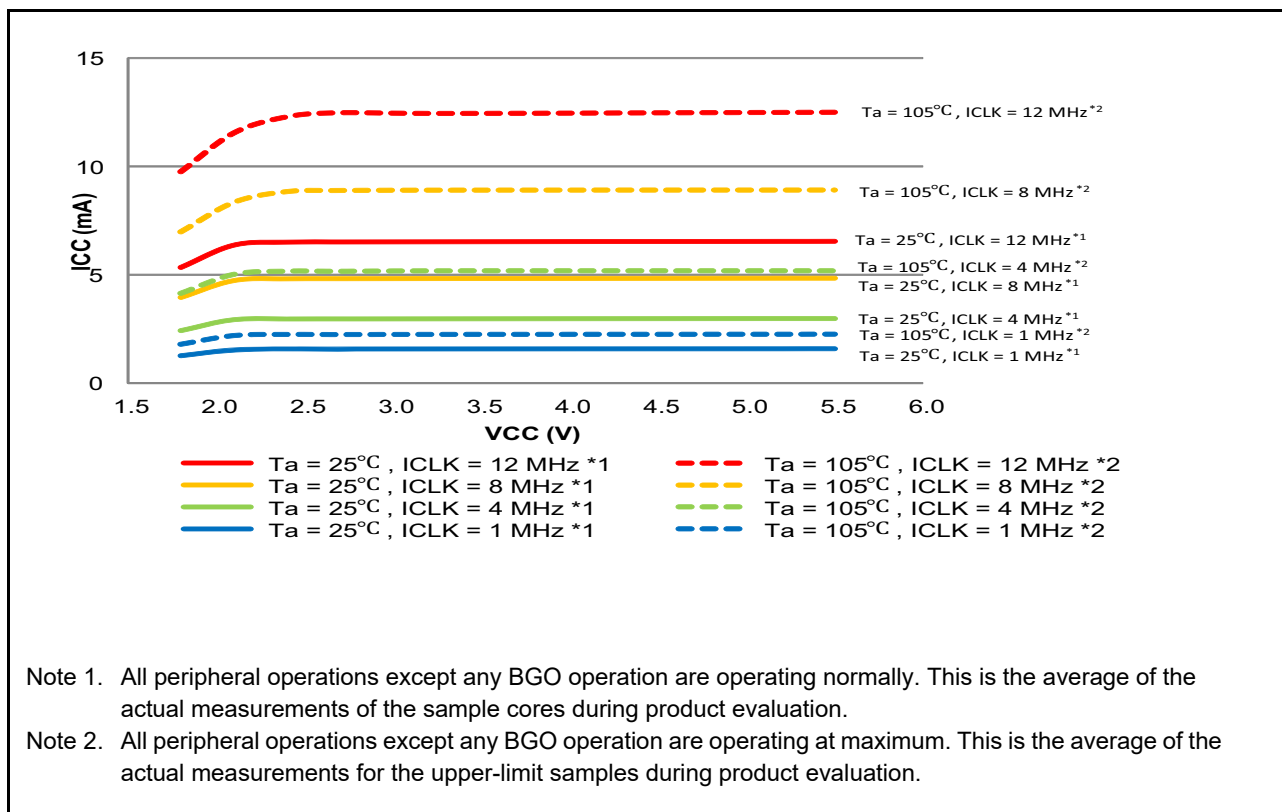 15
10
5
0
ICC (mA)
1.5 2.0 2.5 3.0 3.5 4.0 4.5 5.0 5.5 6.0
VCC (V)
Ta = 105℃ , ICLK = 12 MHz*2
Ta = 105℃ , ICLK = 8 MHz*2
Ta = 25℃ , ICLK = 12 MHz*1
Ta = 105℃ , ICLK = 4 MHz*2
Ta = 25℃ , ICLK = 8 MHz*1
Ta = 25℃ , ICLK = 4 MHz*1
Ta = 105℃ , ICLK = 1 MHz*2
Ta = 25℃ , ICLK = 1 MHz*1
Ta = 25℃ , ICLK = 12 MHz *1 Ta = 105℃ , ICLK = 12 MHz *2
Ta = 25℃ , ICLK = 8 MHz *1 Ta = 105℃ , ICLK = 8 MHz *2
Ta = 25℃ , ICLK = 4 MHz *1 Ta = 105℃ , ICLK = 4 MHz *2
Ta = 25℃ , ICLK = 1 MHz *1 Ta = 105℃ , ICLK = 1 MHz *2
Note 1. All peripheral operations except any BGO operation are operating normally. This is the average of the
actual measurements of the sample cores during product evaluation.
Note 2. All peripheral operations except any BGO operation are operating at maximum. This is the average of the
actual measurements for the upper-limit samples during product evaluation.